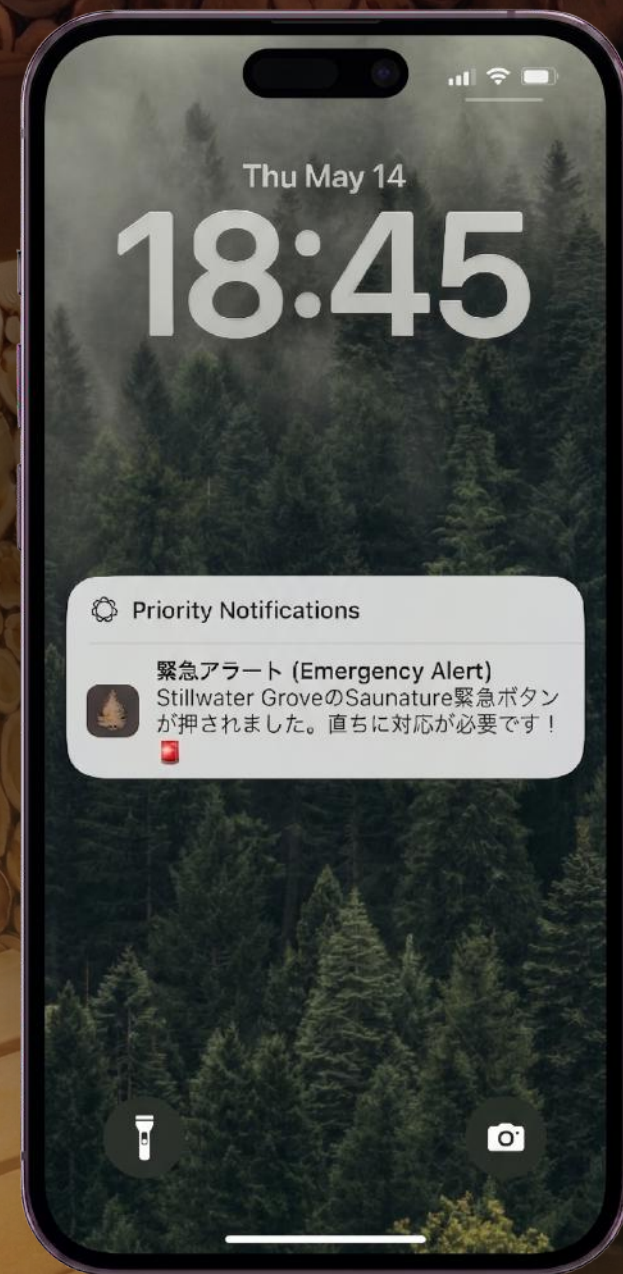 Thu May 14
18:45
Priority Notifications
緊急アラート (Emergency Alert)
Stillwater GroveのSaunature緊急ボタン
が押されました。直ちに対応が必要です！
🚨